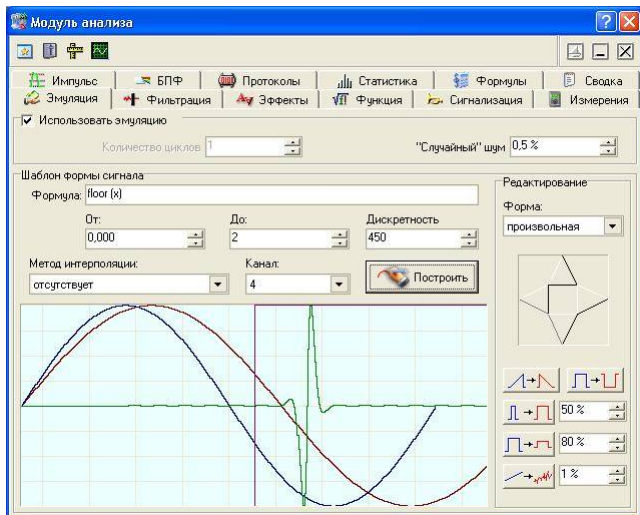 Модуль анализа
Импульс БПФ Протоколы Статистика Формулы Сводка
Эмуляция Фильтрация Эффекты Функция Сигнализация Измерения
Использовать эмуляцию
Количество циклов 1 "Случайный" шум 0,5 %
Шаблон формы сигнала
Формула: floor (x)
От: До: Дискретность
0,000 2 450
Метод интерполяции: Канал:
отсутствует 4 Построить
Редактирование
Форма:
произвольная
50 %
80 %
1 %